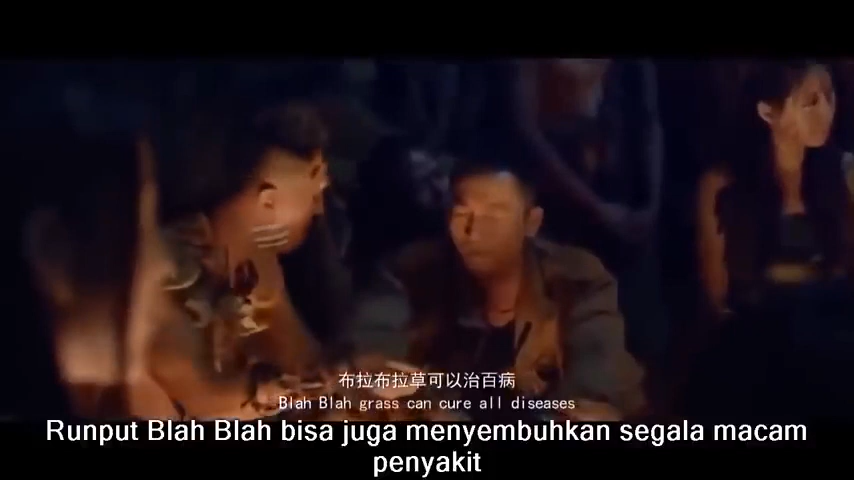 布拉布拉草可以治百病
Blah Blah grass can cure all diseases
Runput Blah Blah bisa juga menyembuhkan segala macam
penyakit